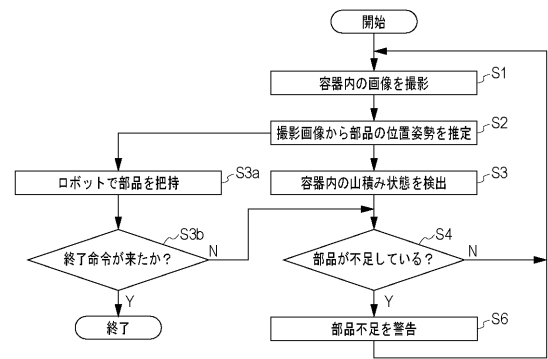 開始
容器内の画像を撮影
S1
撮影画像から部品の位置姿勢を推定
S2
ロボットで部品を把持
S3a
容器内の山積み状態を検出
S3
終了命令が来たか?
S3b
N
Y
部品が不足している?
S4
N
Y
終了
部品不足を警告
S6